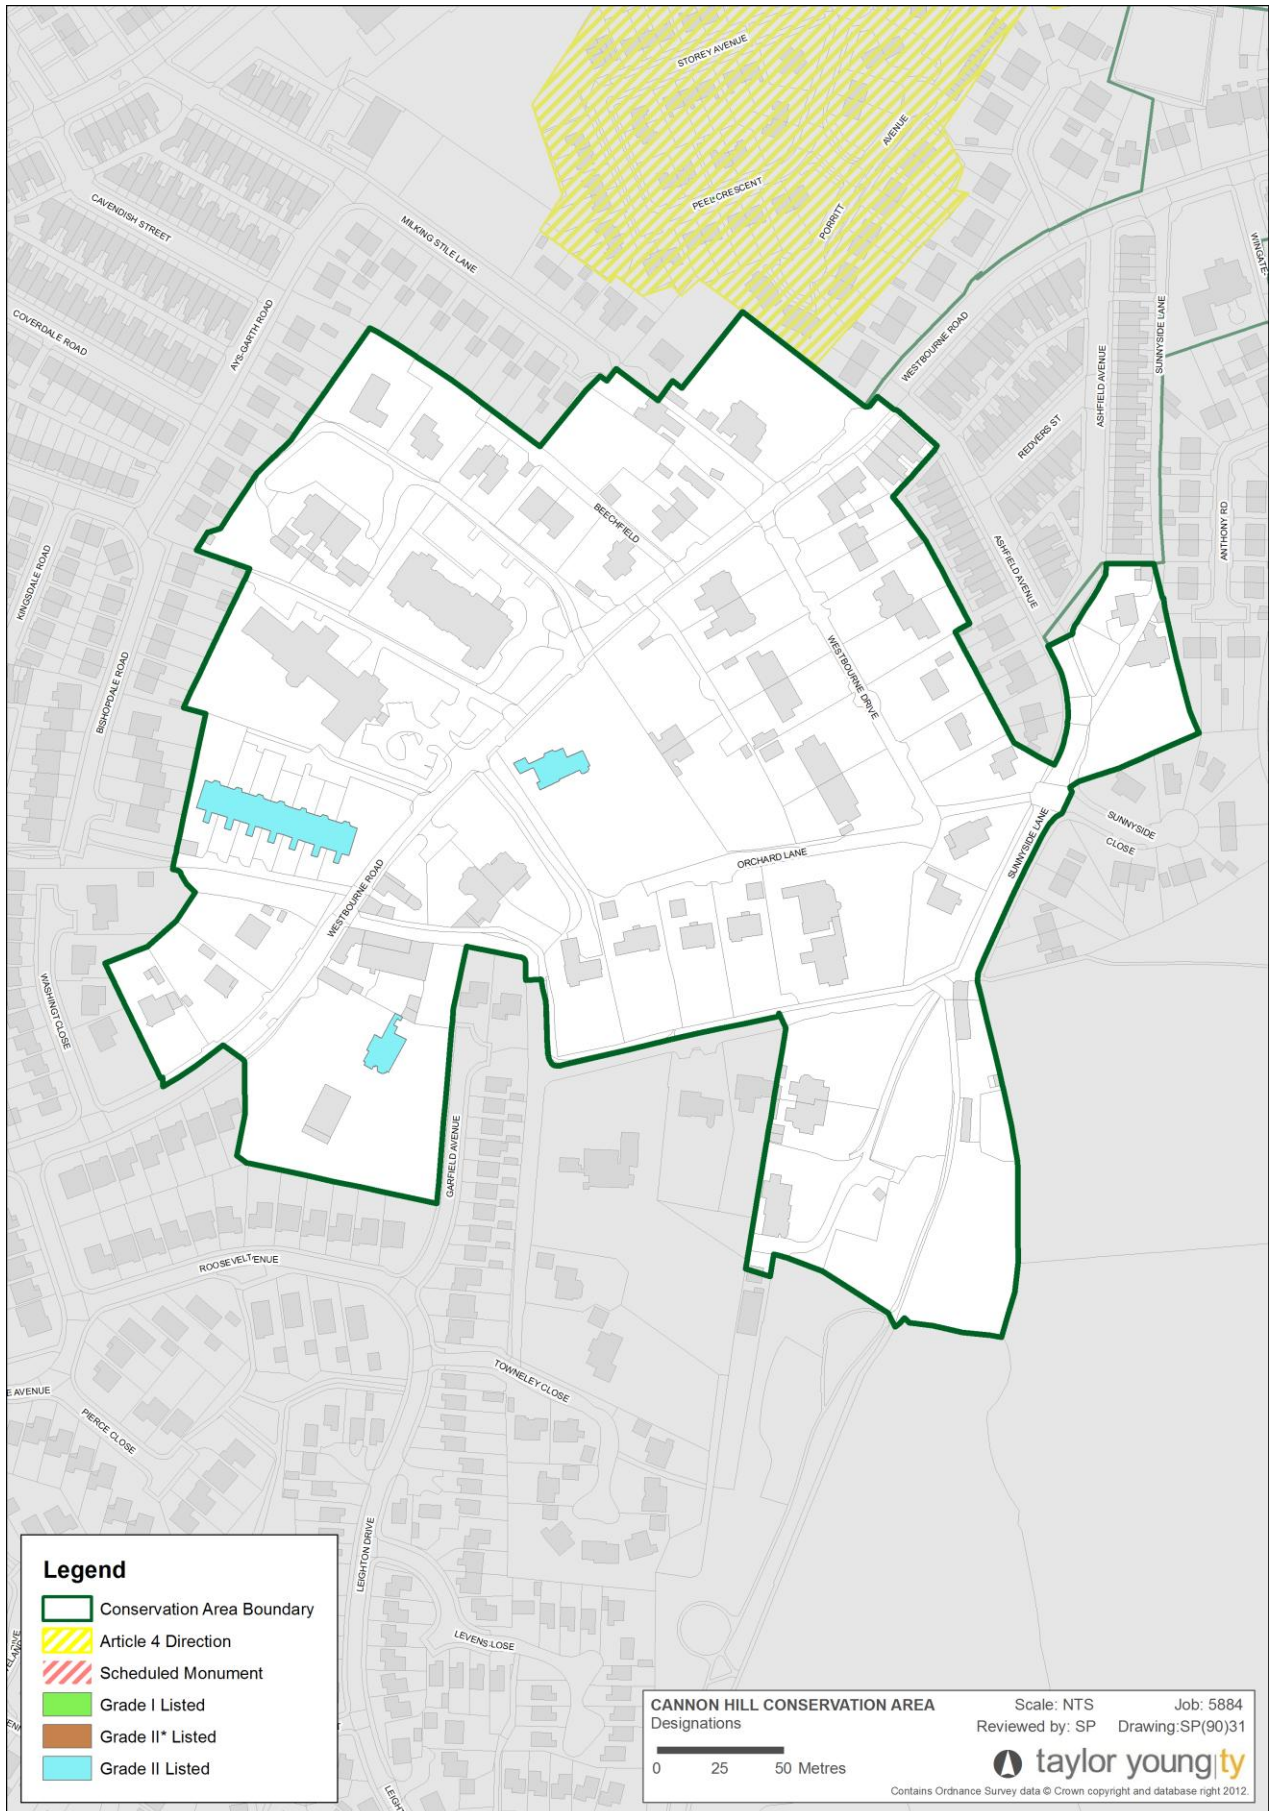 STOREY AVENUE
AVENUE
PEEL CRESCENT
PORRITT
CAVENDISH STREET
MILKING STILE LANE
COVERDALE ROAD
AYS-GARTH ROAD
WESTBOURNE ROAD
WINGATE-
SUNNYSIDE LANE
ASHFIELD AVENUE
REDVERS ST
ANTHONY RD
BEECHFIELD
ASHFIELD AVENUE
KINGSDALE ROAD
BISHOPDALE ROAD
WESTBOURNE DRIVE
SUNNYSIDE
CLOSE
SUNNYSIDE LANE
ORCHARD LANE
WESTBOURNE ROAD
WASHINGT CLOSE
GARFIELD AVENUE
ROOSEVELT ENUE
TOWNELEY CLOSE
E AVENUE
PIERCE CLOSE
LEIGHTON DRIVE
LEVENS LOSE
LEIGH
Legend
Conservation Area Boundary
Article 4 Direction
Scheduled Monument
Grade I Listed
Grade II* Listed
Grade II Listed
CANNON HILL CONSERVATION AREA
Designations
Scale: NTS Job: 5884
Reviewed by: SP Drawing:SP(90)31
0 25 50 Metres
taylor young|ty
Contains Ordnance Survey data © Crown copyright and database right 2012.